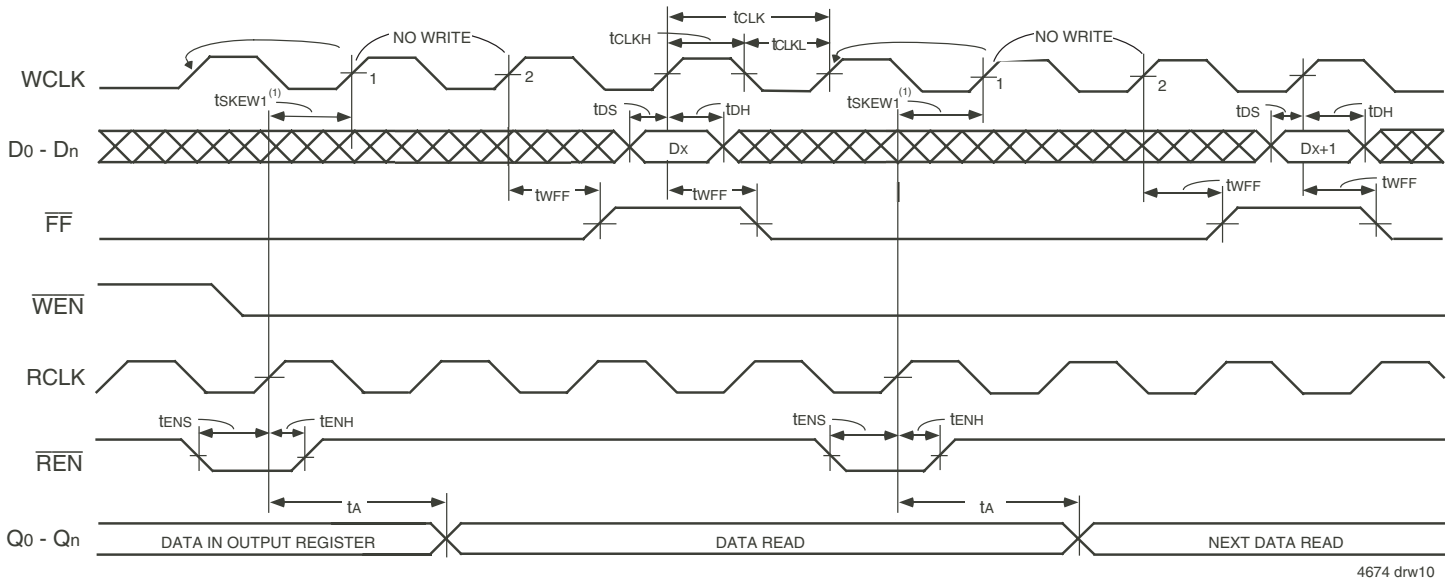 tCLK
tCLKH
tCLKL
NO WRITE
NO WRITE
WCLK
1
2
1
2
tSKEW1(1)
tDS
tDH
tSKEW1(1)
tDS
tDH
D0 - Dn
DX
DX+1
tWFF
tWFF
tWFF
tWFF
FF
WEN
RCLK
tENS
tENH
tENS
tENH
REN
tA
tA
Q0 - Qn
DATA IN OUTPUT REGISTER
DATA READ
NEXT DATA READ
4674 drw10